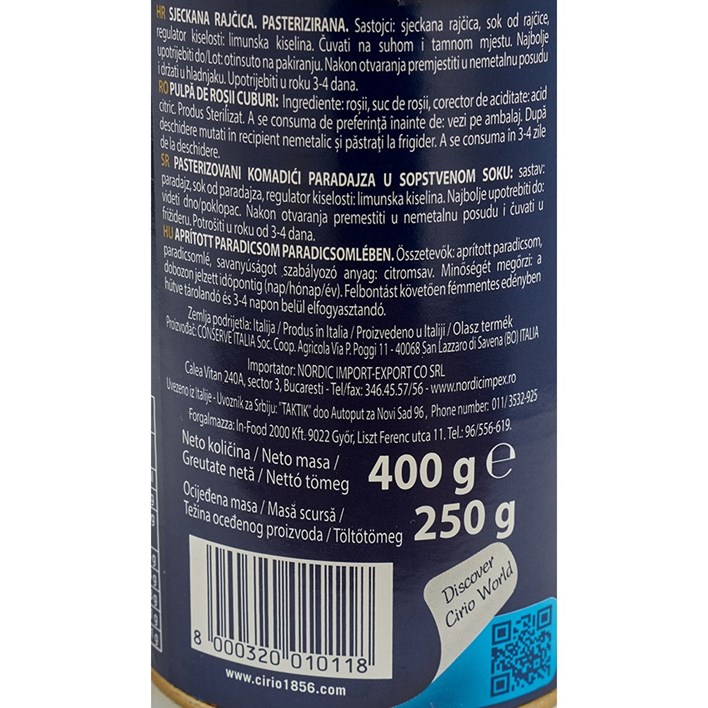 HR SJECKANA RAJČICA. PASTERIZIRANA. Sastojci: sjeckana rajčica, sok od rajčice,
regulator kiselosti: limunska kiselina. Čuvati na suhom i tamnom mjestu. Najbolje
upotrijebiti do/Lot: otinsuto na pakiranju. Nakon otvaranja premjestiti u nemetalnu posudu
i držati u hladnjaku. Upotrijebiti u roku 3-4 dana.
RO PULPĂ DE ROȘII CUBURI: Ingrediente: roșii, suc de roșii, corector de aciditate: acid
citric. Produs Sterilizat. A se consuma de preferință înainte de: vezi pe ambalaj. După
deschidere mutati în recipient nemetalic și păstrați la frigider. A se consuma în 3-4 zile
de la deschidere.
SR PASTERIZOVANI KOMADIĆI PARADAJZA U SOPSTVENOM SOKU: sastav:
paradajz, sok od paradajza, regulator kiselosti: limunska kiselina. Najbolje upotrebiti do:
videti dno/poklopac. Nakon otvaranja premestiti u nemetalnu posudu i čuvati u
frižideru. Potrošiti u roku od 3-4 dana.
HU APRÍTOTT PARADICSOM PARADICSOMLÉBEN. Összetevők: aprított paradicsom,
paradicsomlé, savanyúságot szabályozó anyag: citromsav. Minőségét megőrzi: a
dobozon jelzett időpontig (nap/hónap/év). Felbontást követően fémmentes edényben
hűtve tárolandó és 3-4 napon belül elfogyasztandó.
Zemlja podrijetla: Italija / Produs in Italia / Proizvedeno u Italiji / Olasz termék
Proizvođač: CONSERVE ITALIA Soc. Coop. Agricola Via P. Poggi 11 - 40068 San Lazzaro di Savena (BO) ITALIA
Importator: NORDIC IMPORT-EXPORT CO SRL
Calea Vitan 240A, sector 3, Bucaresti - Tel/fax: 346.45.57/56 - www.nordicimpex.ro
Uvezeno iz Italije - Uvoznik za Srbiju: "TAKTIK" doo Autoput za Novi Sad 96, Phone number: 011/ 3532-925
Forgalmazza: In-Food 2000 Kft. 9022 Győr, Liszt Ferenc utca 11. Tel.: 96/556-619.
Neto količina / Neto masa /
Greutate netă / Nettó tömeg
400 g ℮
Ocijeđena masa / Masă scursă /
Težina oceđenog proizvoda / Töltőtömeg
250 g
Discover
Cirio World
8 000320 010118
www.cirio1856.com